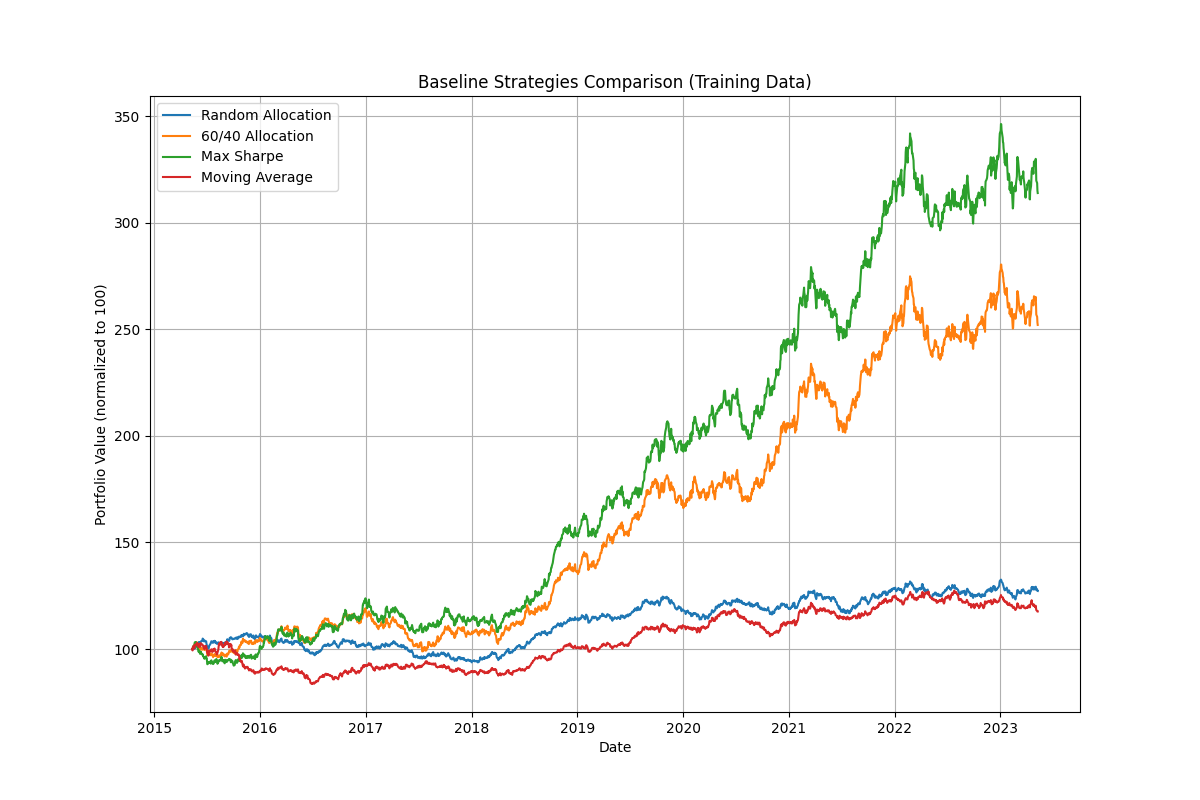 Baseline Strategies Comparison (Training Data)
Random Allocation
60/40 Allocation
Max Sharpe
Moving Average
Portfolio Value (normalized to 100)
350
300
250
200
150
100
2015 2016 2017 2018 2019 2020 2021 2022 2023
Date